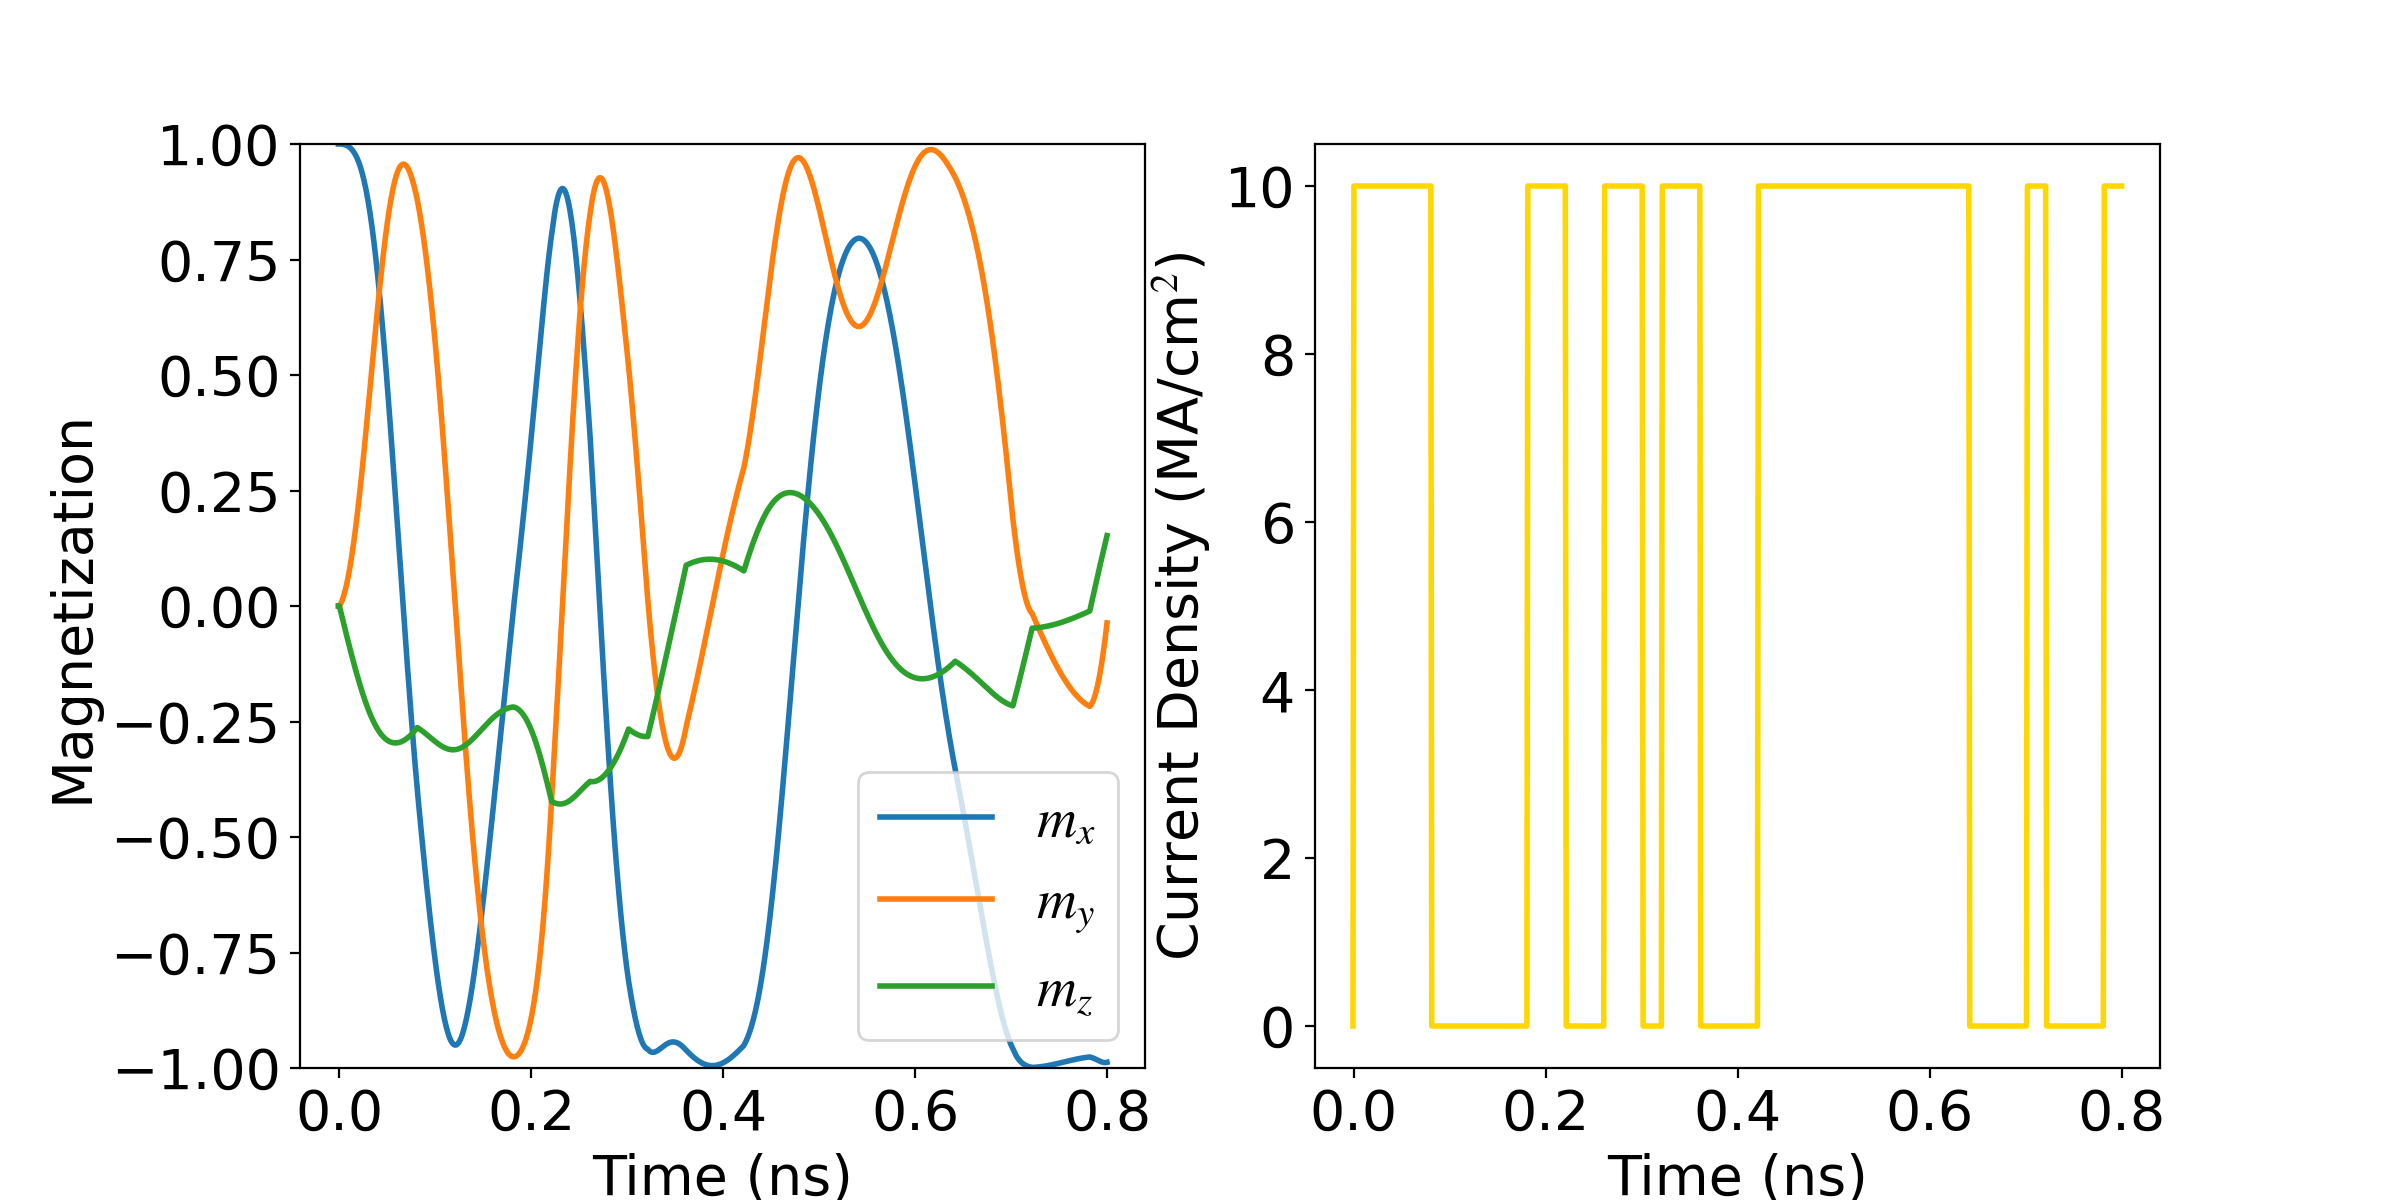 1.00
0.75
0.50
0.25
0.00
−0.25
−0.50
−0.75
−1.00
Magnetization
0.0 0.2 0.4 0.6 0.8
Time (ns)
m_x
m_y
m_z
10
8
6
4
2
0
Current Density (MA/cm²)
0.0 0.2 0.4 0.6 0.8
Time (ns)